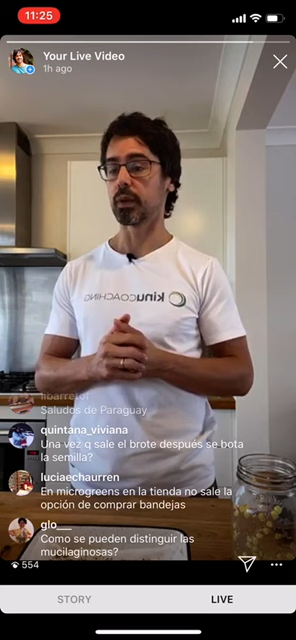 11:25
Your Live Video
1h ago
kinuCOACHING
Saludos de Paraguay
quintana_viviana
Una vez q sale el brote después se bota
la semilla?
luciaechaurren
En microgreens en la tienda no sale la
opción de comprar bandejas
glo___
Como se pueden distinguir las
mucilaginosas?
554
STORY
LIVE